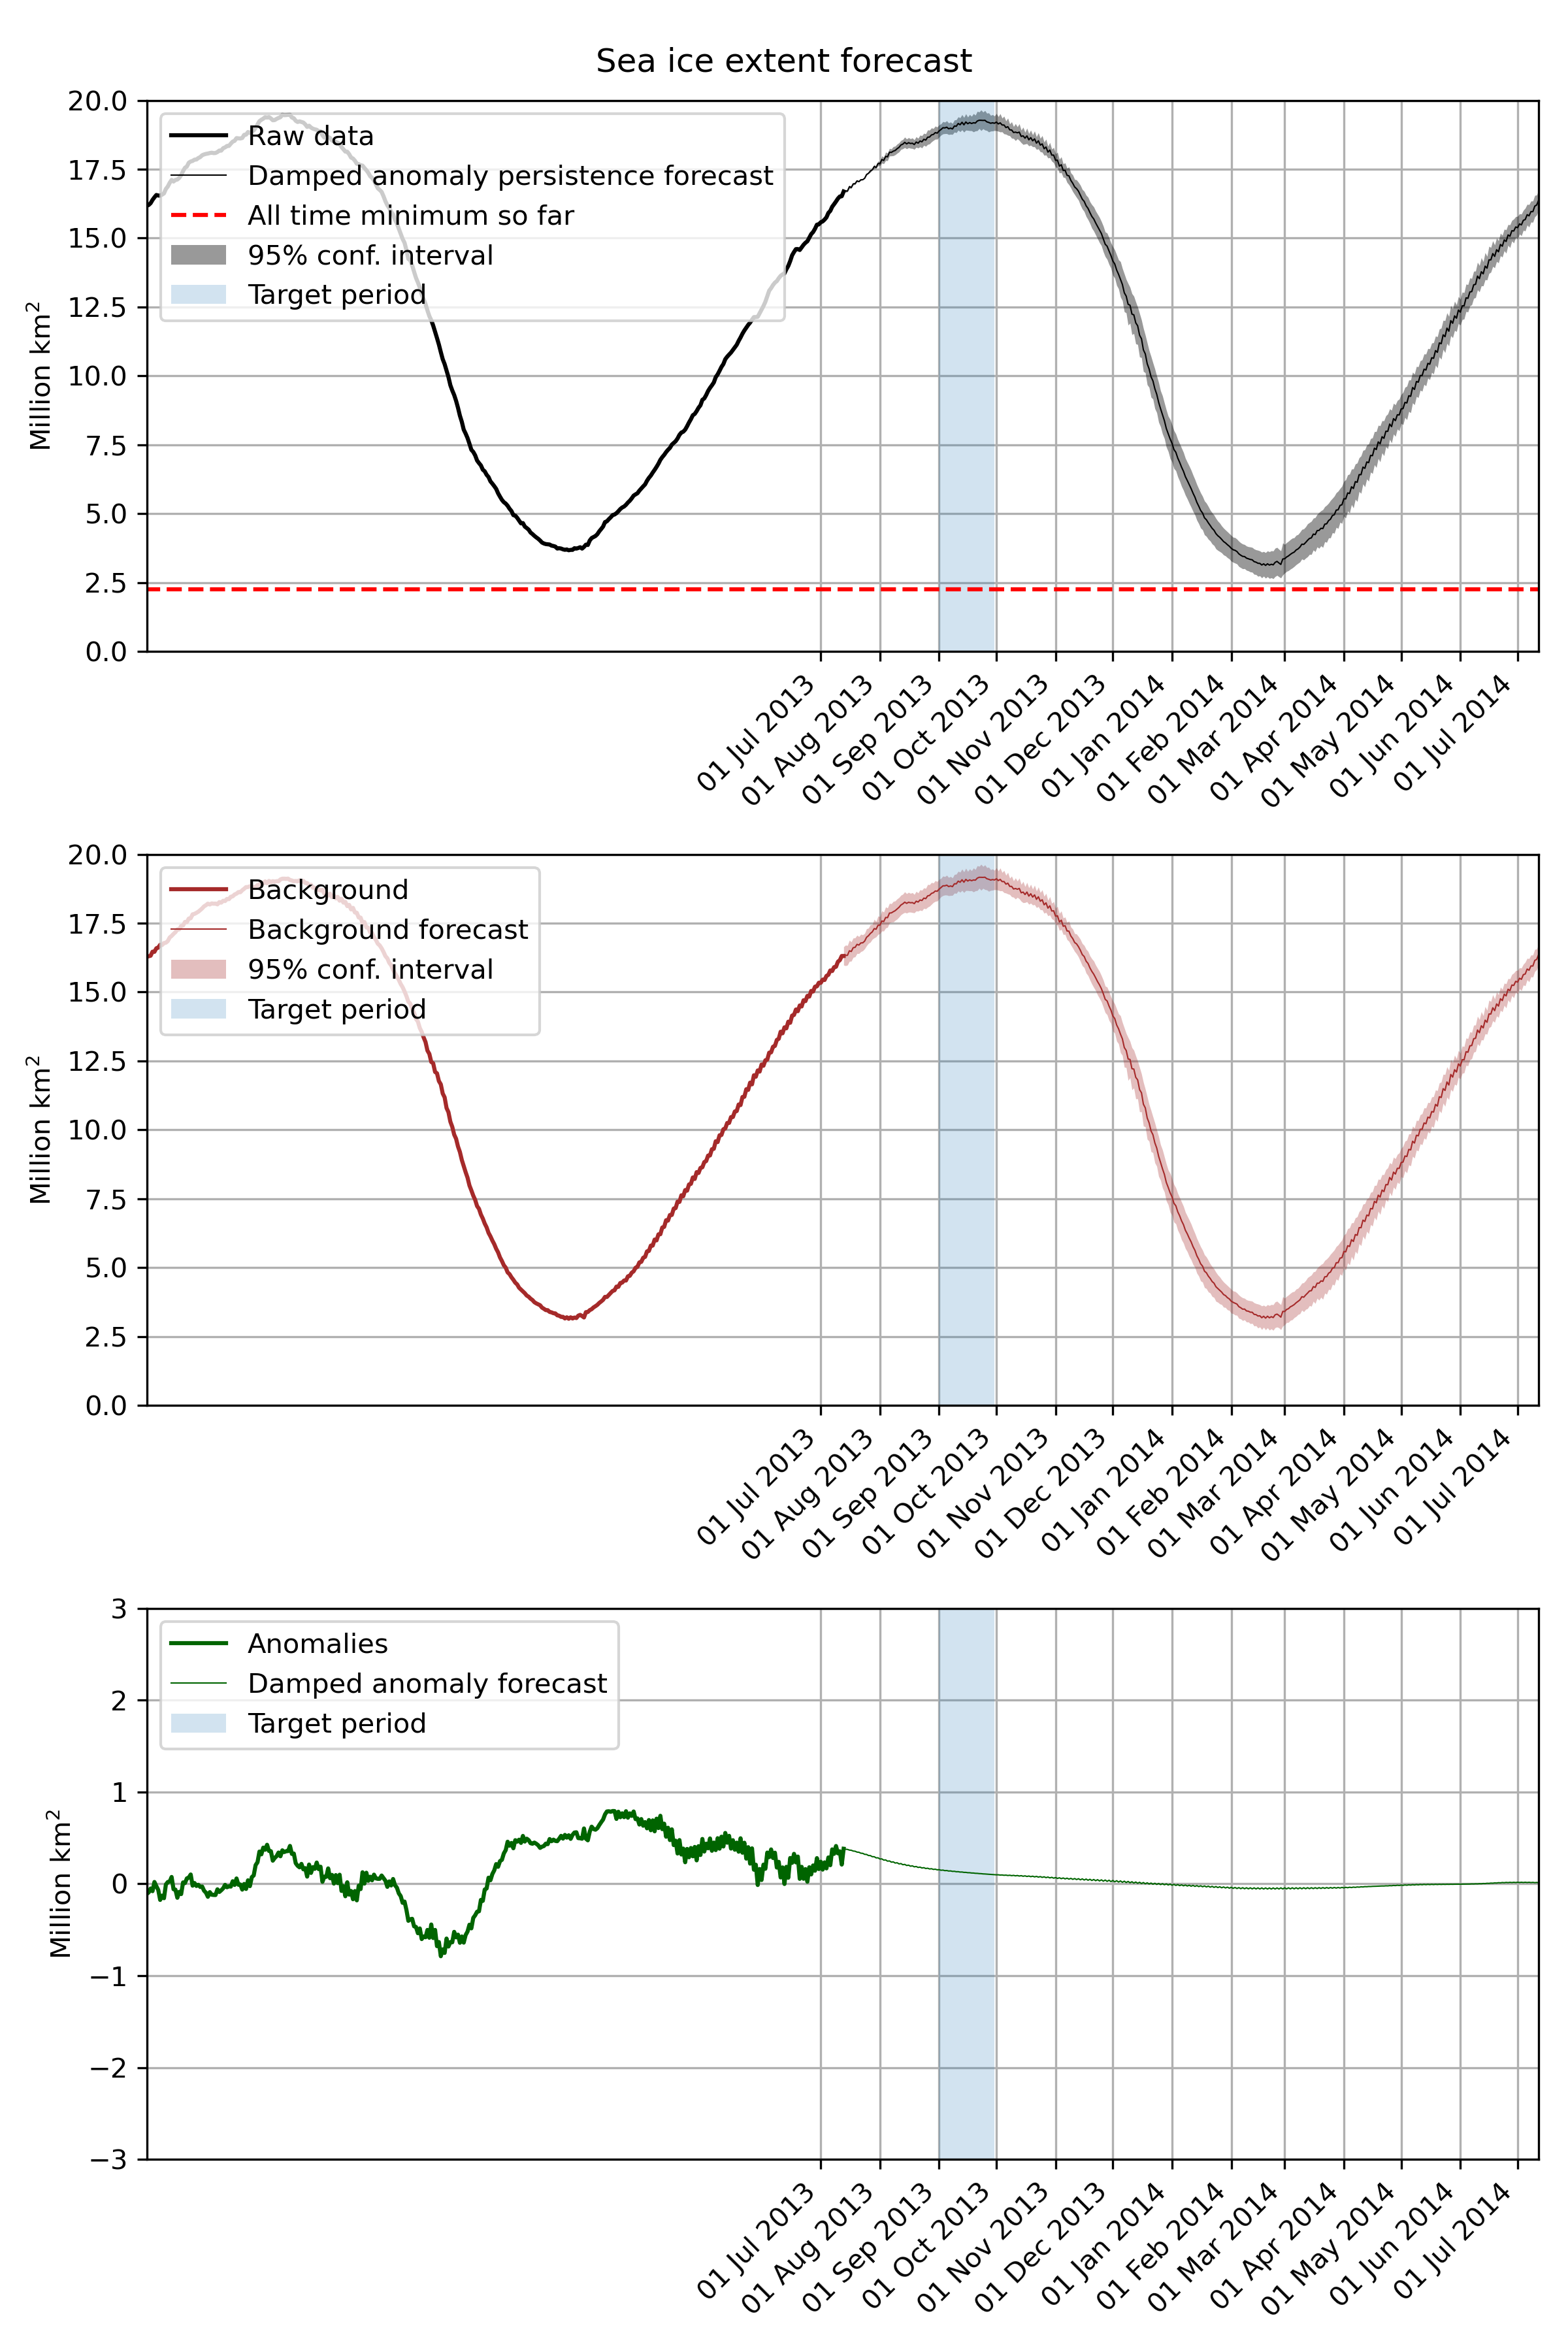 Sea ice extent forecast
20.0
17.5
15.0
12.5
10.0
7.5
5.0
2.5
0.0
Million km²
Raw data
Damped anomaly persistence forecast
All time minimum so far
95% conf. interval
Target period
01 Jul 2013
01 Aug 2013
01 Sep 2013
01 Oct 2013
01 Nov 2013
01 Dec 2013
01 Jan 2014
01 Feb 2014
01 Mar 2014
01 Apr 2014
01 May 2014
01 Jun 2014
01 Jul 2014
20.0
17.5
15.0
12.5
10.0
7.5
5.0
2.5
0.0
Million km²
Background
Background forecast
95% conf. interval
Target period
01 Jul 2013
01 Aug 2013
01 Sep 2013
01 Oct 2013
01 Nov 2013
01 Dec 2013
01 Jan 2014
01 Feb 2014
01 Mar 2014
01 Apr 2014
01 May 2014
01 Jun 2014
01 Jul 2014
3
2
1
0
−1
−2
−3
Million km²
Anomalies
Damped anomaly forecast
Target period
01 Jul 2013
01 Aug 2013
01 Sep 2013
01 Oct 2013
01 Nov 2013
01 Dec 2013
01 Jan 2014
01 Feb 2014
01 Mar 2014
01 Apr 2014
01 May 2014
01 Jun 2014
01 Jul 2014